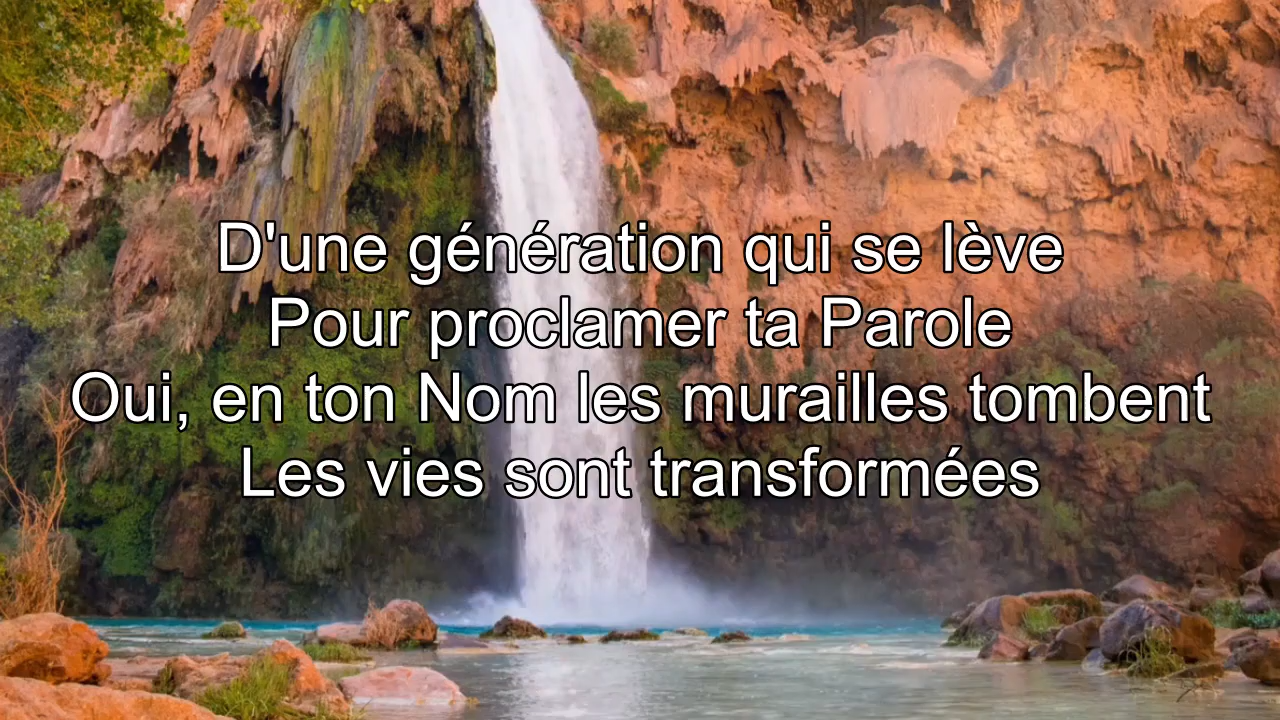 D'une génération qui se lève
Pour proclamer ta Parole
Oui, en ton Nom les murailles tombent
Les vies sont transformées